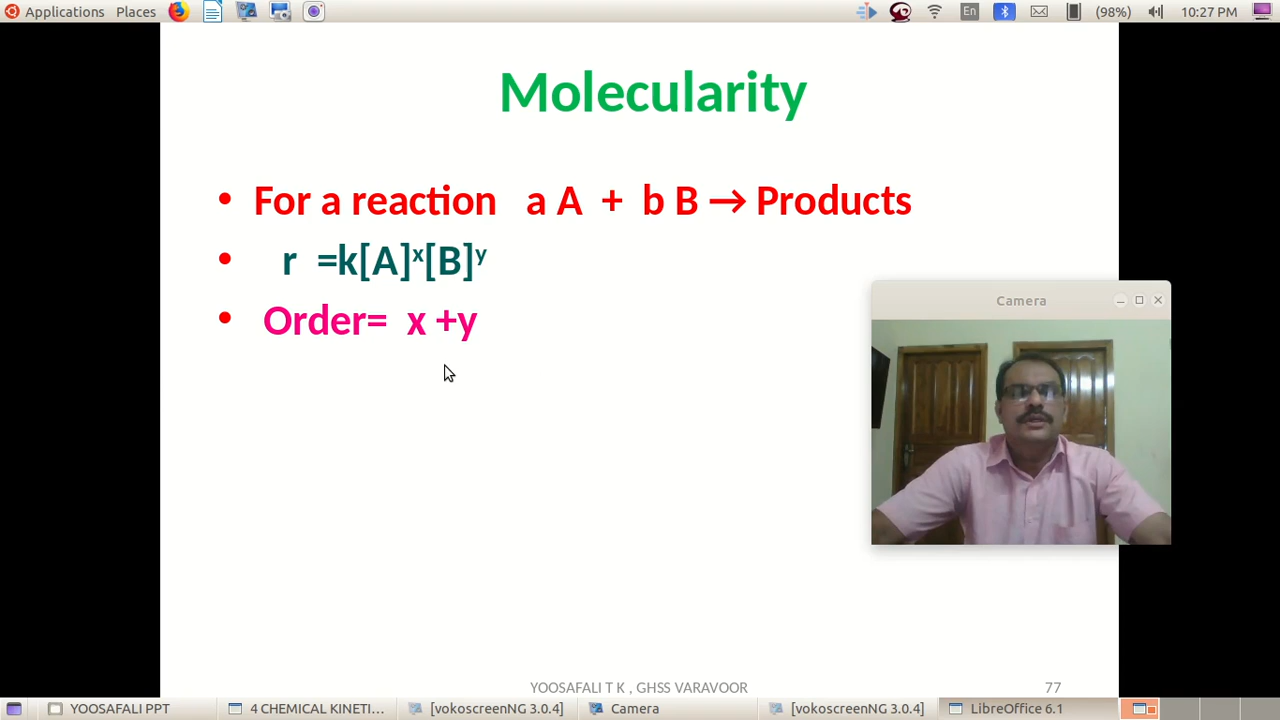 Applications Places En (98%) 10:27 PM
Molecularity
• For a reaction a A + b B → Products
• r =k[A]ˣ[B]ʸ
• Order= x +y
Camera
YOOSAFALI T K , GHSS VARAVOOR 77
YOOSAFALI PPT 4 CHEMICAL KINETI... [vokoscreenNG 3.0.4] Camera [vokoscreenNG 3.0.4] LibreOffice 6.1